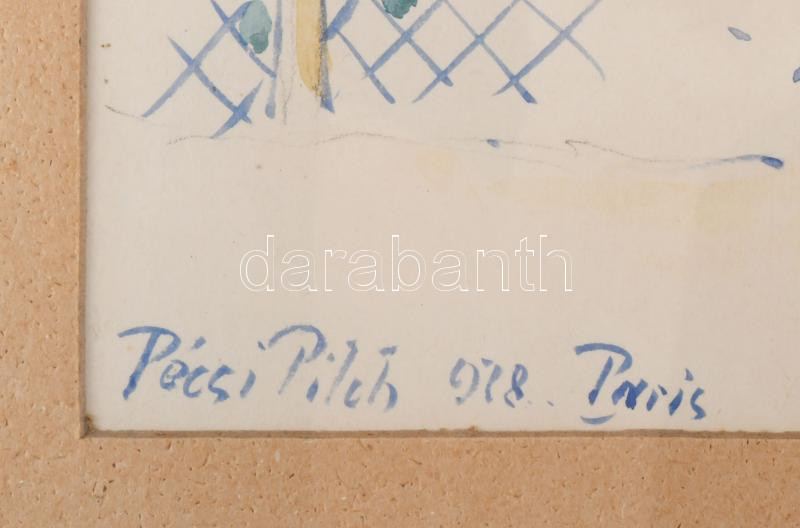 darabanth
Pécsi Pilch 928. Paris